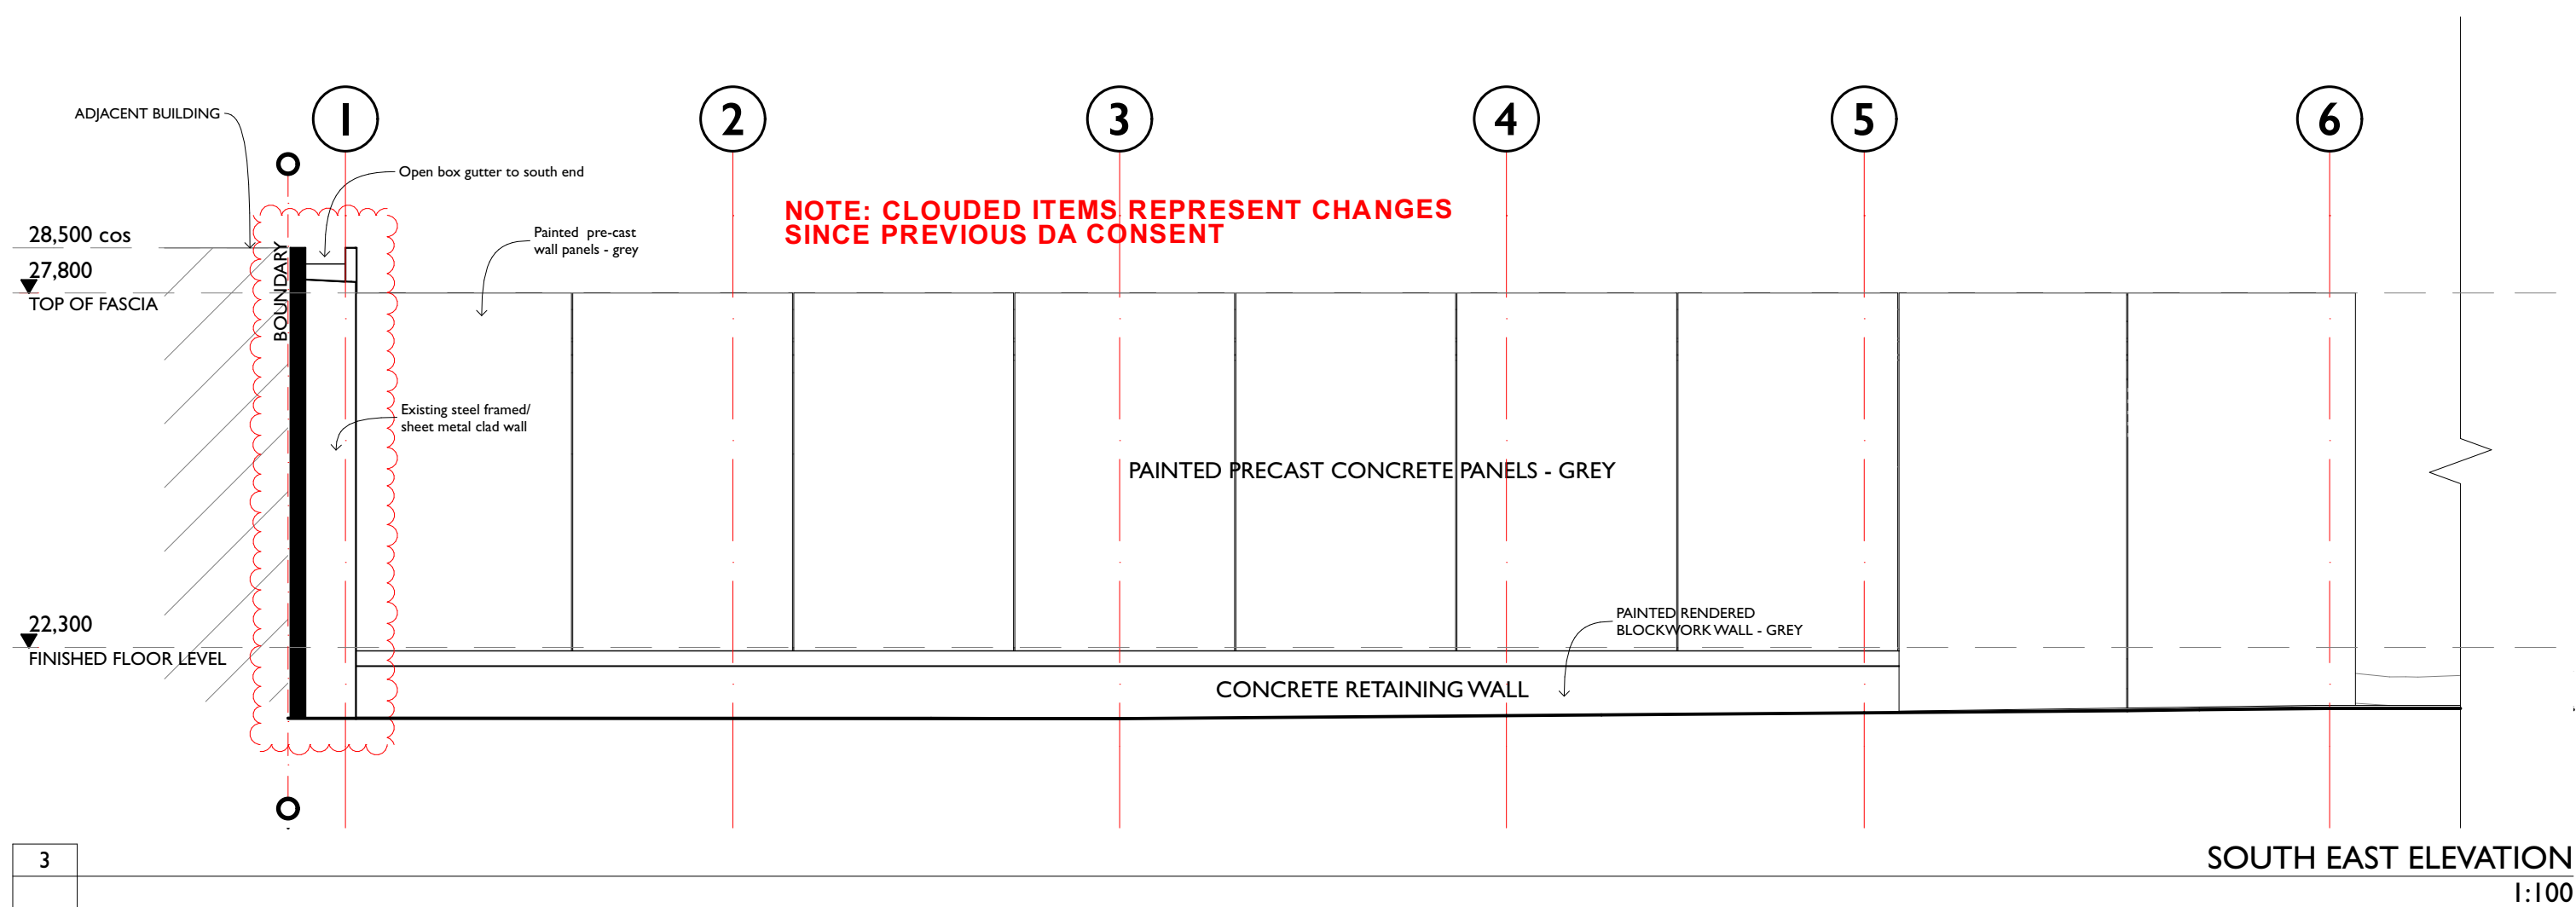 ADJACENT BUILDING
1
2
3
4
5
6
Open box gutter to south end
NOTE: CLOUDED ITEMS REPRESENT CHANGES
SINCE PREVIOUS DA CONSENT
28,500 cos
27,800
TOP OF FASCIA
BOUNDARY
Painted pre-cast
wall panels - grey
Existing steel framed/
sheet metal clad wall
PAINTED PRECAST CONCRETE PANELS - GREY
22,300
FINISHED FLOOR LEVEL
PAINTED RENDERED
BLOCKWORK WALL - GREY
CONCRETE RETAINING WALL
3
SOUTH EAST ELEVATION
1:100